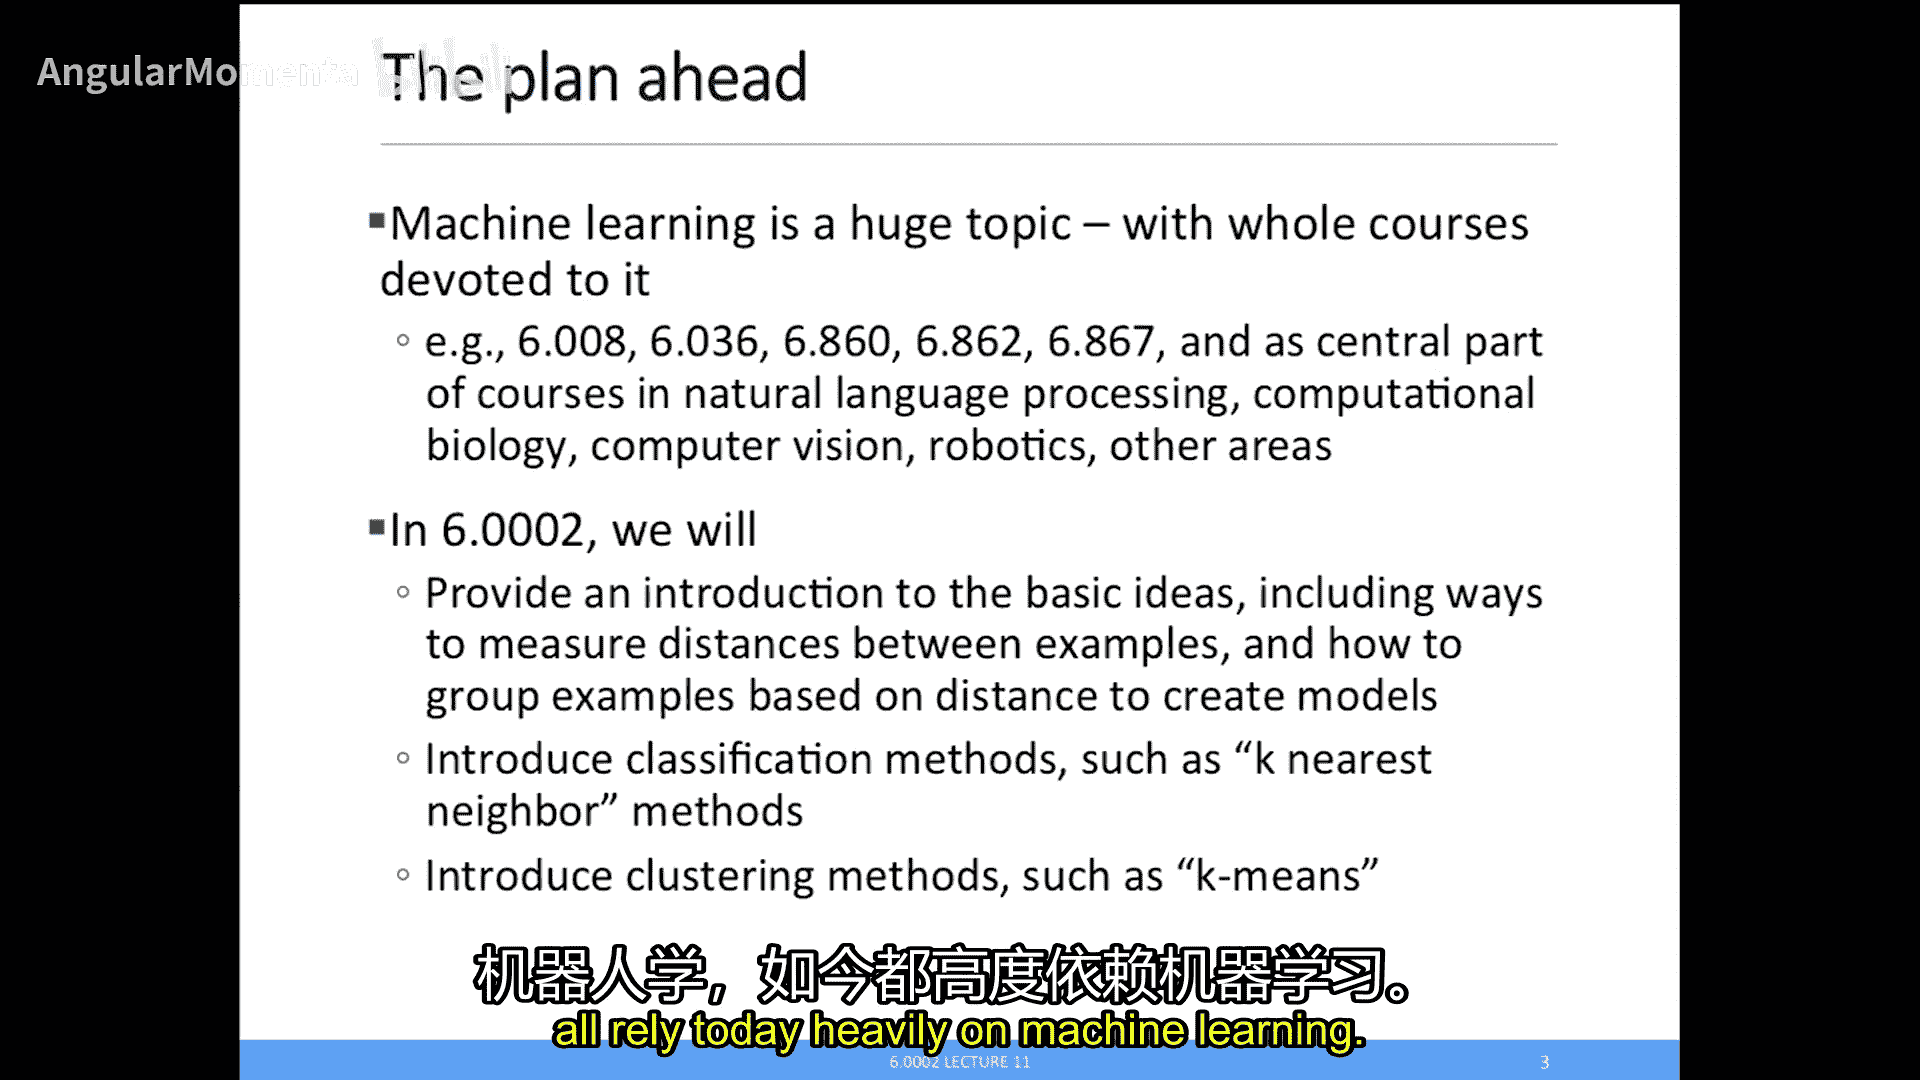 AngularMomenta
The plan ahead
▪Machine learning is a huge topic – with whole courses
devoted to it
◦ e.g., 6.008, 6.036, 6.860, 6.862, 6.867, and as central part
of courses in natural language processing, computational
biology, computer vision, robotics, other areas
▪In 6.0002, we will
◦ Provide an introduction to the basic ideas, including ways
to measure distances between examples, and how to
group examples based on distance to create models
◦ Introduce classification methods, such as “k nearest
neighbor” methods
◦ Introduce clustering methods, such as “k-means”
机器人学，如今都高度依赖机器学习。
all rely today heavily on machine learning.
6.0002 LECTURE 11
3